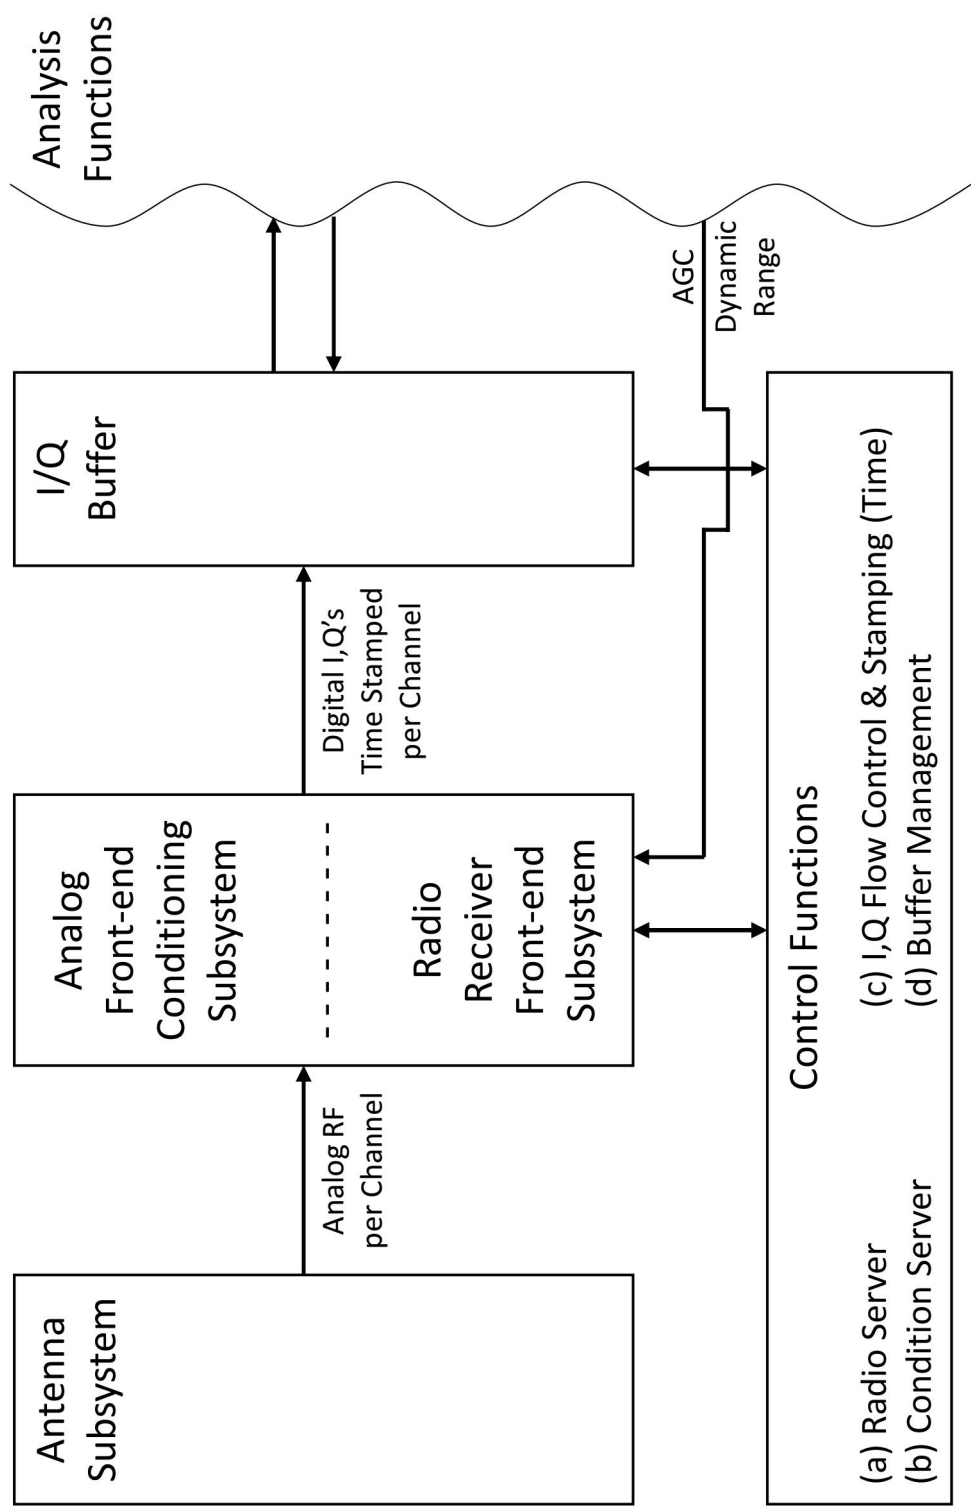 Antenna
Subsystem
Analog RF
per Channel
Analog
Front-end
Conditioning
Subsystem
Radio
Receiver
Front-end
Subsystem
Digital I,Q's
Time Stamped
per Channel
I/Q
Buffer
Analysis
Functions
AGC
Dynamic
Range
Control Functions
(a) Radio Server
(b) Condition Server
(c) I,Q Flow Control & Stamping (Time)
(d) Buffer Management